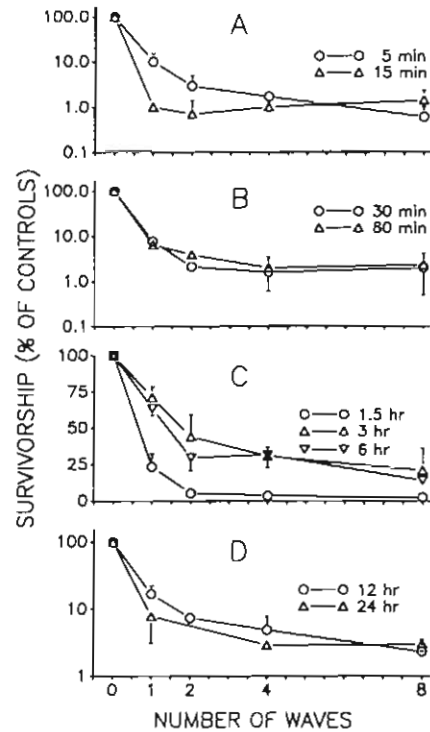 SURVIVORSHIP (% OF CONTROLS)
A
100.0
10.0
1.0
0.1
5 min
15 min
B
100.0
10.0
1.0
0.1
30 min
80 min
C
100
75
50
25
0
1.5 hr
3 hr
6 hr
D
100
10
1
12 hr
24 hr
0 1 2 4 8
NUMBER OF WAVES